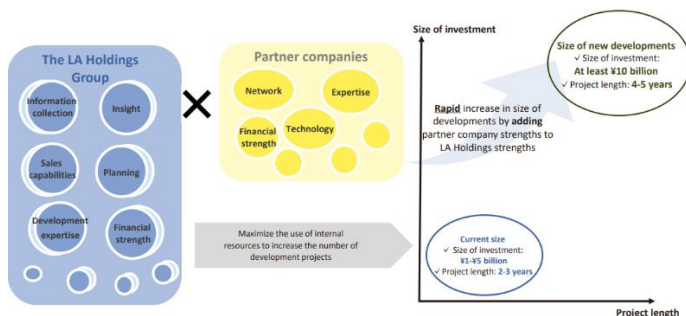 The LA Holdings
Group
Information
collection
Insight
Sales
capabilities
Planning
Development
expertise
Financial
strength
Partner companies
Network
Expertise
Financial
strength
Technology
Maximize the use of internal
resources to increase the number of
development projects
Size of investment
Size of new developments
✓ Size of investment:
At least ¥10 billion
✓ Project length: 4-5 years
Rapid increase in size of
developments by adding
partner company strengths to
LA Holdings strengths
Current size
✓ Size of investment:
¥1-¥5 billion
✓ Project length: 2-3 years
Project length